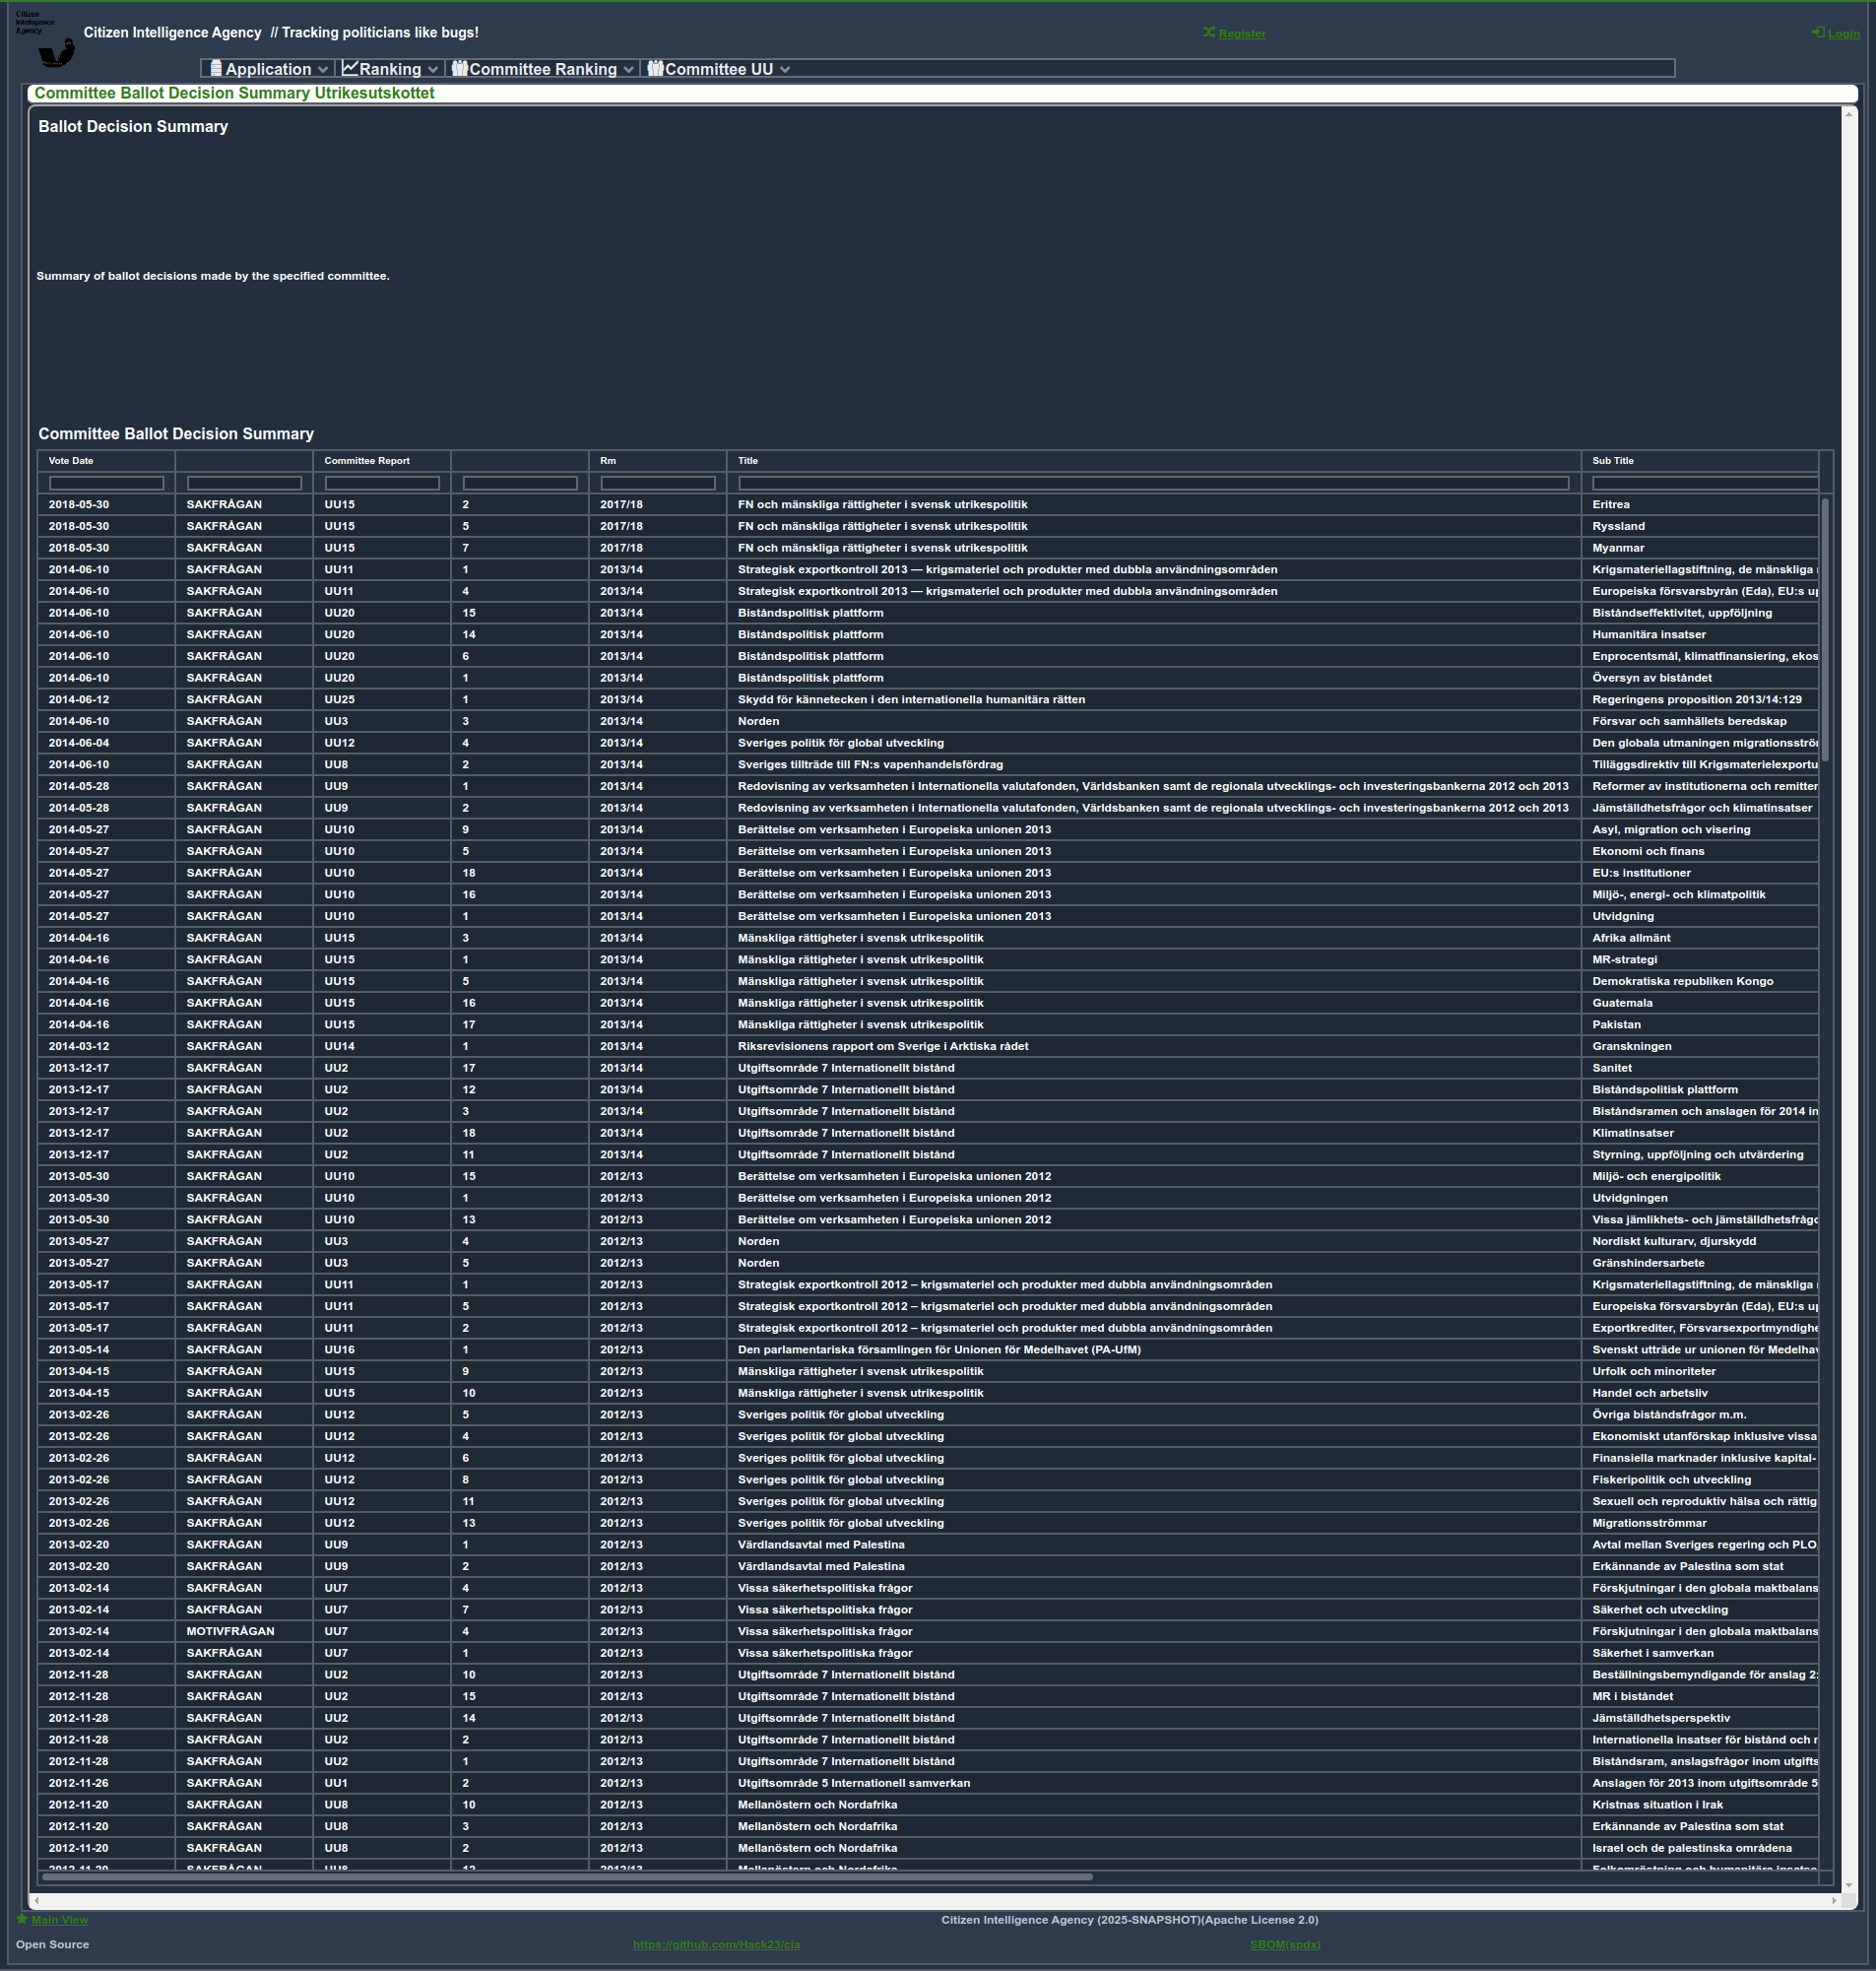 Citizen
Intelligence
Agency
Citizen Intelligence Agency // Tracking politicians like bugs!
Register
Login
Application Ranking Committee Ranking Committee UU
Committee Ballot Decision Summary Utrikesutskottet
Ballot Decision Summary
Summary of ballot decisions made by the specified committee.
Committee Ballot Decision Summary
Vote Date Committee Report Rm Title Sub Title
2018-05-30 SAKFRÅGAN UU15 2 2017/18 FN och mänskliga rättigheter i svensk utrikespolitik Eritrea
2018-05-30 SAKFRÅGAN UU15 5 2017/18 FN och mänskliga rättigheter i svensk utrikespolitik Ryssland
2018-05-30 SAKFRÅGAN UU15 7 2017/18 FN och mänskliga rättigheter i svensk utrikespolitik Myanmar
2014-06-10 SAKFRÅGAN UU11 1 2013/14 Strategisk exportkontroll 2013 — krigsmateriel och produkter med dubbla användningsområden Krigsmateriellagstiftning, de mänskliga
2014-06-10 SAKFRÅGAN UU11 4 2013/14 Strategisk exportkontroll 2013 — krigsmateriel och produkter med dubbla användningsområden Europeiska försvarsbyrån (Eda), EU:s
2014-06-10 SAKFRÅGAN UU20 15 2013/14 Biståndspolitisk plattform Biståndseffektivitet, uppföljning
2014-06-10 SAKFRÅGAN UU20 14 2013/14 Biståndspolitisk plattform Humanitära insatser
2014-06-10 SAKFRÅGAN UU20 6 2013/14 Biståndspolitisk plattform Enprocentsmål, klimatfinansiering, ekos
2014-06-10 SAKFRÅGAN UU20 1 2013/14 Biståndspolitisk plattform Översyn av biståndet
2014-06-12 SAKFRÅGAN UU25 1 2013/14 Skydd för kännetecken i den internationella humanitära rätten Regeringens proposition 2013/14:129
2014-06-10 SAKFRÅGAN UU3 3 2013/14 Norden Försvar och samhällets beredskap
2014-06-04 SAKFRÅGAN UU12 4 2013/14 Sveriges politik för global utveckling Den globala utmaningen migrationsströ
2014-06-10 SAKFRÅGAN UU8 2 2013/14 Sveriges tillträde till FN:s vapenhandelsfördrag Tilläggsdirektiv till Krigsmaterielexportu
2014-05-28 SAKFRÅGAN UU9 1 2013/14 Redovisning av verksamheten i Internationella valutafonden, Världsbanken samt de regionala utvecklings- och investeringsbankerna 2012 och 2013 Reformer av institutionerna och remitter
2014-05-28 SAKFRÅGAN UU9 2 2013/14 Redovisning av verksamheten i Internationella valutafonden, Världsbanken samt de regionala utvecklings- och investeringsbankerna 2012 och 2013 Jämställdhetsfrågor och klimatinsatser
2014-05-27 SAKFRÅGAN UU10 9 2013/14 Berättelse om verksamheten i Europeiska unionen 2013 Asyl, migration och visering
2014-05-27 SAKFRÅGAN UU10 5 2013/14 Berättelse om verksamheten i Europeiska unionen 2013 Ekonomi och finans
2014-05-27 SAKFRÅGAN UU10 18 2013/14 Berättelse om verksamheten i Europeiska unionen 2013 EU:s institutioner
2014-05-27 SAKFRÅGAN UU10 16 2013/14 Berättelse om verksamheten i Europeiska unionen 2013 Miljö-, energi- och klimatpolitik
2014-05-27 SAKFRÅGAN UU10 1 2013/14 Berättelse om verksamheten i Europeiska unionen 2013 Utvidgning
2014-04-16 SAKFRÅGAN UU15 3 2013/14 Mänskliga rättigheter i svensk utrikespolitik Afrika allmänt
2014-04-16 SAKFRÅGAN UU15 1 2013/14 Mänskliga rättigheter i svensk utrikespolitik MR-strategi
2014-04-16 SAKFRÅGAN UU15 5 2013/14 Mänskliga rättigheter i svensk utrikespolitik Demokratiska republiken Kongo
2014-04-16 SAKFRÅGAN UU15 16 2013/14 Mänskliga rättigheter i svensk utrikespolitik Guatemala
2014-04-16 SAKFRÅGAN UU15 17 2013/14 Mänskliga rättigheter i svensk utrikespolitik Pakistan
2014-03-12 SAKFRÅGAN UU14 1 2013/14 Riksrevisionens rapport om Sverige i Arktiska rådet Granskningen
2013-12-17 SAKFRÅGAN UU2 17 2013/14 Utgiftsområde 7 Internationellt bistånd Sanitet
2013-12-17 SAKFRÅGAN UU2 12 2013/14 Utgiftsområde 7 Internationellt bistånd Biståndspolitisk plattform
2013-12-17 SAKFRÅGAN UU2 3 2013/14 Utgiftsområde 7 Internationellt bistånd Biståndsramen och anslagen för 2014 in
2013-12-17 SAKFRÅGAN UU2 18 2013/14 Utgiftsområde 7 Internationellt bistånd Klimatinsatser
2013-12-17 SAKFRÅGAN UU2 11 2013/14 Utgiftsområde 7 Internationellt bistånd Styrning, uppföljning och utvärdering
2013-05-30 SAKFRÅGAN UU10 15 2012/13 Berättelse om verksamheten i Europeiska unionen 2012 Miljö- och energipolitik
2013-05-30 SAKFRÅGAN UU10 1 2012/13 Berättelse om verksamheten i Europeiska unionen 2012 Utvidgningen
2013-05-30 SAKFRÅGAN UU10 13 2012/13 Berättelse om verksamheten i Europeiska unionen 2012 Vissa jämlikhets- och jämställdhetsfrågo
2013-05-27 SAKFRÅGAN UU3 4 2012/13 Norden Nordiskt kulturarv, djurskydd
2013-05-27 SAKFRÅGAN UU3 5 2012/13 Norden Gränshindersarbete
2013-05-17 SAKFRÅGAN UU11 1 2012/13 Strategisk exportkontroll 2012 – krigsmateriel och produkter med dubbla användningsområden Krigsmateriellagstiftning, de mänskliga
2013-05-17 SAKFRÅGAN UU11 5 2012/13 Strategisk exportkontroll 2012 – krigsmateriel och produkter med dubbla användningsområden Europeiska försvarsbyrån (Eda), EU:s
2013-05-17 SAKFRÅGAN UU11 2 2012/13 Strategisk exportkontroll 2012 – krigsmateriel och produkter med dubbla användningsområden Exportkrediter, Försvarsexportmyndighe
2013-05-14 SAKFRÅGAN UU16 1 2012/13 Den parlamentariska församlingen för Unionen för Medelhavet (PA-UfM) Svenskt utträde ur unionen för Medelhav
2013-04-15 SAKFRÅGAN UU15 9 2012/13 Mänskliga rättigheter i svensk utrikespolitik Urfolk och minoriteter
2013-04-15 SAKFRÅGAN UU15 10 2012/13 Mänskliga rättigheter i svensk utrikespolitik Handel och arbetsliv
2013-02-26 SAKFRÅGAN UU12 5 2012/13 Sveriges politik för global utveckling Övriga biståndsfrågor m.m.
2013-02-26 SAKFRÅGAN UU12 4 2012/13 Sveriges politik för global utveckling Ekonomiskt utanförskap inklusive vissa
2013-02-26 SAKFRÅGAN UU12 6 2012/13 Sveriges politik för global utveckling Finansiella marknader inklusive kapital-
2013-02-26 SAKFRÅGAN UU12 8 2012/13 Sveriges politik för global utveckling Fiskeripolitik och utveckling
2013-02-26 SAKFRÅGAN UU12 11 2012/13 Sveriges politik för global utveckling Sexuell och reproduktiv hälsa och rättig
2013-02-26 SAKFRÅGAN UU12 13 2012/13 Sveriges politik för global utveckling Migrationsströmmar
2013-02-20 SAKFRÅGAN UU9 1 2012/13 Värdlandsavtal med Palestina Avtal mellan Sveriges regering och PLO
2013-02-20 SAKFRÅGAN UU9 2 2012/13 Värdlandsavtal med Palestina Erkännande av Palestina som stat
2013-02-14 SAKFRÅGAN UU7 4 2012/13 Vissa säkerhetspolitiska frågor Förskjutningar i den globala maktbalans
2013-02-14 SAKFRÅGAN UU7 7 2012/13 Vissa säkerhetspolitiska frågor Säkerhet och utveckling
2013-02-14 MOTIVFRÅGAN UU7 4 2012/13 Vissa säkerhetspolitiska frågor Förskjutningar i den globala maktbalans
2013-02-14 SAKFRÅGAN UU7 1 2012/13 Vissa säkerhetspolitiska frågor Säkerhet i samverkan
2012-11-28 SAKFRÅGAN UU2 10 2012/13 Utgiftsområde 7 Internationellt bistånd Beställningsbemyndigande för anslag 2:
2012-11-28 SAKFRÅGAN UU2 15 2012/13 Utgiftsområde 7 Internationellt bistånd MR i biståndet
2012-11-28 SAKFRÅGAN UU2 14 2012/13 Utgiftsområde 7 Internationellt bistånd Jämställdhetsperspektiv
2012-11-28 SAKFRÅGAN UU2 2 2012/13 Utgiftsområde 7 Internationellt bistånd Internationella insatser för bistånd och
2012-11-28 SAKFRÅGAN UU2 1 2012/13 Utgiftsområde 7 Internationellt bistånd Biståndsram, anslagsfrågor inom utgifts
2012-11-26 SAKFRÅGAN UU1 2 2012/13 Utgiftsområde 5 Internationell samverkan Anslagen för 2013 inom utgiftsområde 5
2012-11-20 SAKFRÅGAN UU8 10 2012/13 Mellanöstern och Nordafrika Kristnas situation i Irak
2012-11-20 SAKFRÅGAN UU8 3 2012/13 Mellanöstern och Nordafrika Erkännande av Palestina som stat
2012-11-20 SAKFRÅGAN UU8 2 2012/13 Mellanöstern och Nordafrika Israel och de palestinska områdena
2012-11-20 SAKFRÅGAN UU8 12 2012/13 Mellanöstern och Nordafrika Folkomröstning och humanitära insatse
Main View
Citizen Intelligence Agency (2025-SNAPSHOT)(Apache License 2.0)
Open Source
https://github.com/Hack23/cia
SBOM(spdx)